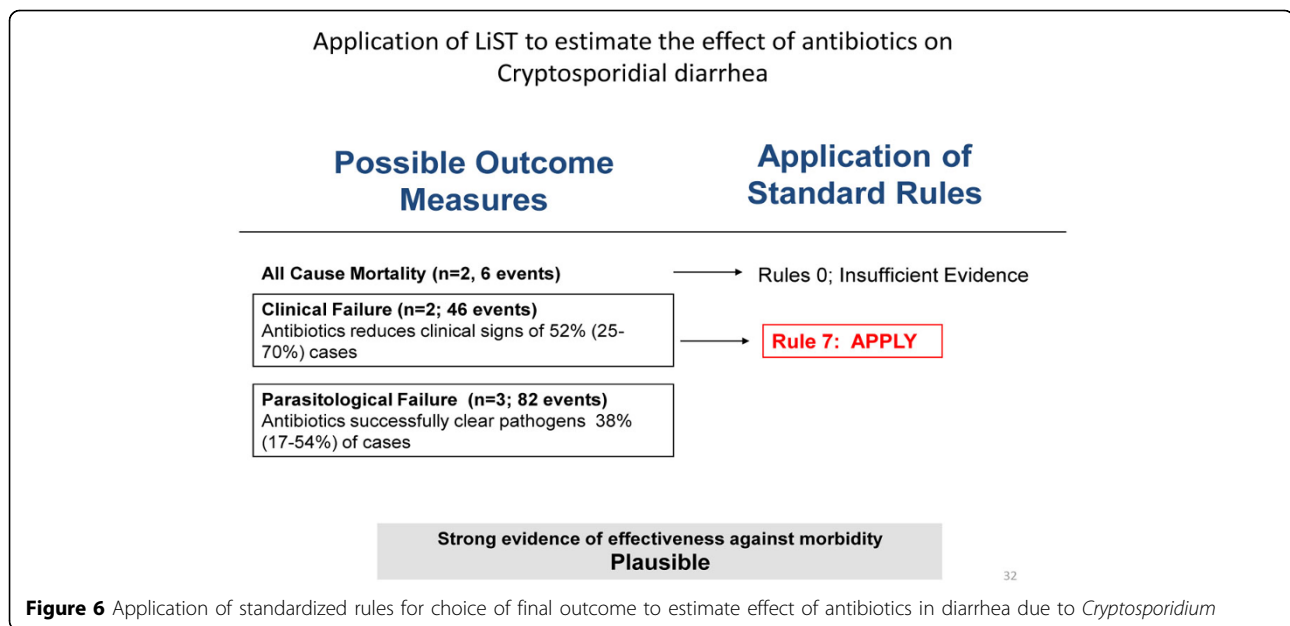 Application of LiST to estimate the effect of antibiotics on
Cryptosporidial diarrhea
Possible Outcome
Measures
Application of
Standard Rules
All Cause Mortality (n=2, 6 events)
Rules 0; Insufficient Evidence
Clinical Failure (n=2; 46 events)
Antibiotics reduces clinical signs of 52% (25-
70%) cases
Rule 7: APPLY
Parasitological Failure (n=3; 82 events)
Antibiotics successfully clear pathogens 38%
(17-54%) of cases
Strong evidence of effectiveness against morbidity
Plausible
32
Figure 6 Application of standardized rules for choice of final outcome to estimate effect of antibiotics in diarrhea due to Cryptosporidium